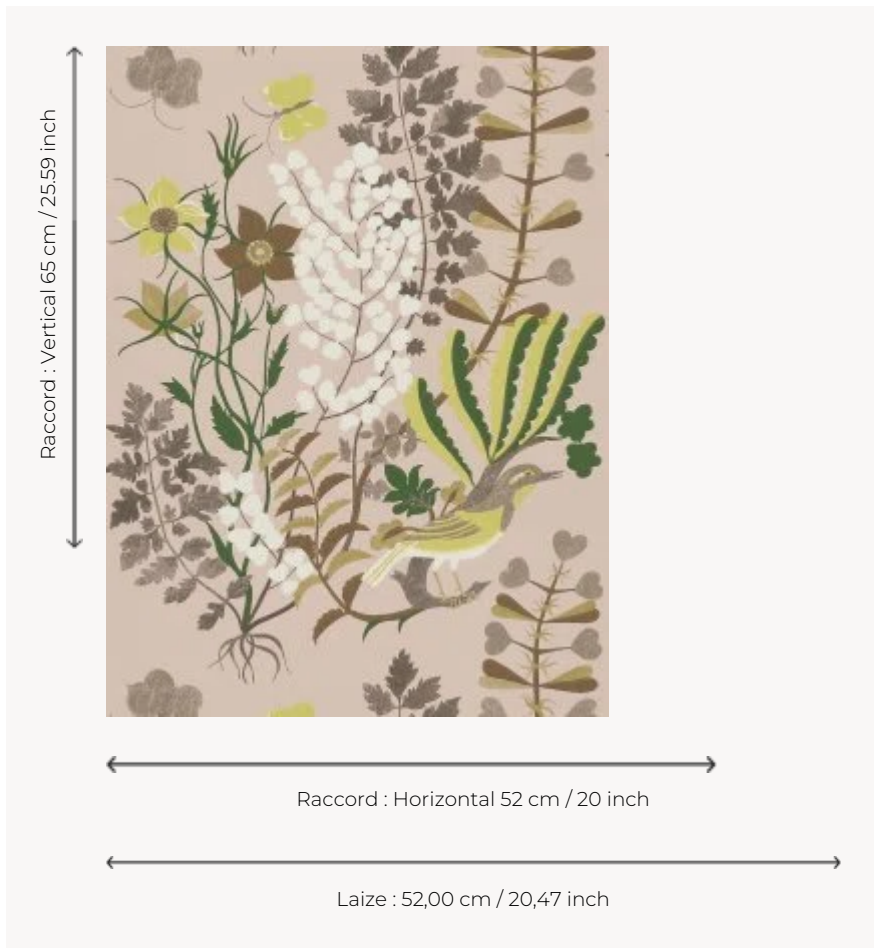 Raccord : Vertical 65 cm / 25.59 inch
Raccord : Horizontal 52 cm / 20 inch
Laize : 52,00 cm / 20,47 inch